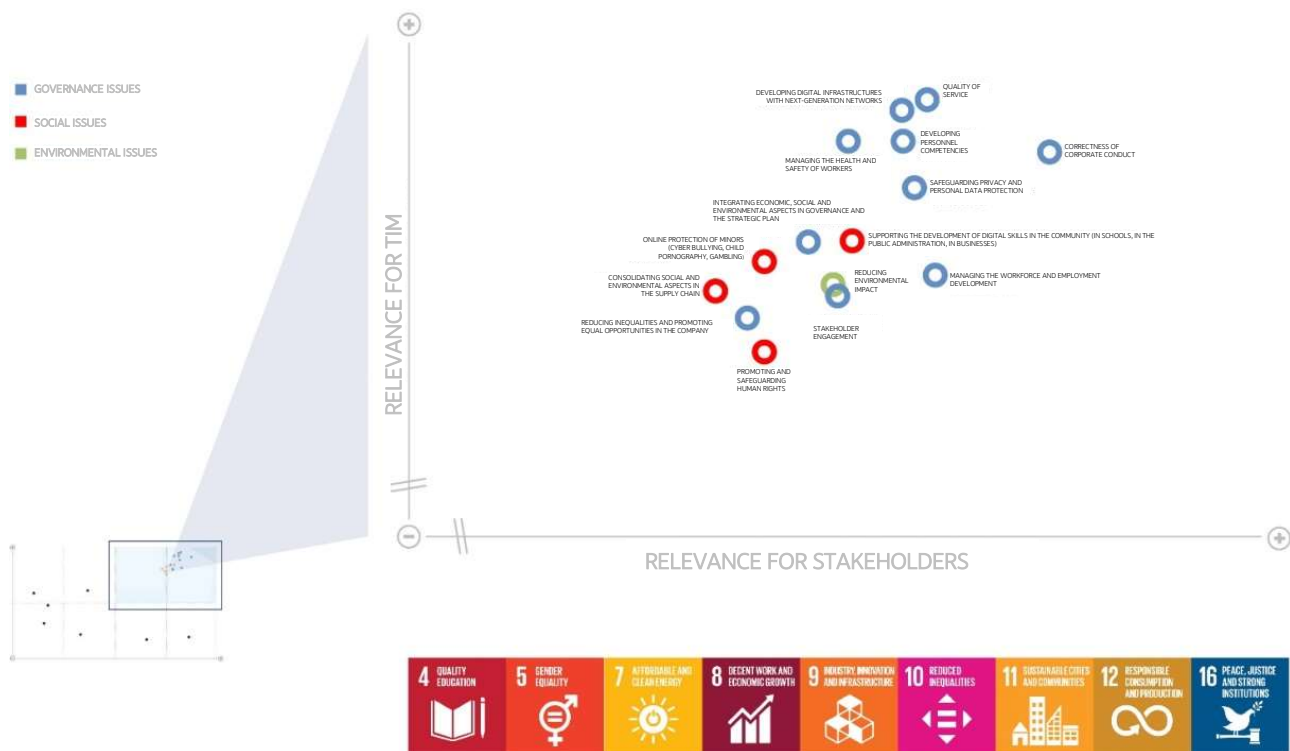 GOVERNANCE ISSUES
SOCIAL ISSUES
ENVIRONMENTAL ISSUES
RELEVANCE FOR TIM
DEVELOPING DIGITAL INFRASTRUCTURES
WITH NEXT-GENERATION NETWORKS
QUALITY OF
SERVICE
MANAGING THE HEALTH AND
SAFETY OF WORKERS
DEVELOPING
PERSONNEL
COMPETENCIES
CORRECTNESS OF
CORPORATE CONDUCT
SAFEGUARDING PRIVACY AND
PERSONAL DATA PROTECTION
INTEGRATING ECONOMIC, SOCIAL AND
ENVIRONMENTAL ASPECTS IN GOVERNANCE AND
THE STRATEGIC PLAN
SUPPORTING THE DEVELOPMENT OF DIGITAL SKILLS IN THE COMMUNITY (IN SCHOOLS, IN THE
PUBLIC ADMINISTRATION, IN BUSINESSES)
ONLINE PROTECTION OF MINORS
(CYBER BULLYING, CHILD
PORNOGRAPHY, GAMBLING)
CONSOLIDATING SOCIAL AND
ENVIRONMENTAL ASPECTS IN
THE SUPPLY CHAIN
REDUCING
ENVIRONMENTAL
IMPACT
MANAGING THE WORKFORCE AND EMPLOYMENT
DEVELOPMENT
REDUCING INEQUALITIES AND PROMOTING
EQUAL OPPORTUNITIES IN THE COMPANY
STAKEHOLDER
ENGAGEMENT
PROMOTING AND
SAFEGUARDING
HUMAN RIGHTS
RELEVANCE FOR STAKEHOLDERS
4 QUALITY
EDUCATION
5 GENDER
EQUALITY
7 AFFORDABLE AND
CLEAN ENERGY
8 DECENT WORK AND
ECONOMIC GROWTH
9 INDUSTRY, INNOVATION
AND INFRASTRUCTURE
10 REDUCED
INEQUALITIES
11 SUSTAINABLE CITIES
AND COMMUNITIES
12 RESPONSIBLE
CONSUMPTION
AND PRODUCTION
16 PEACE, JUSTICE
AND STRONG
INSTITUTIONS